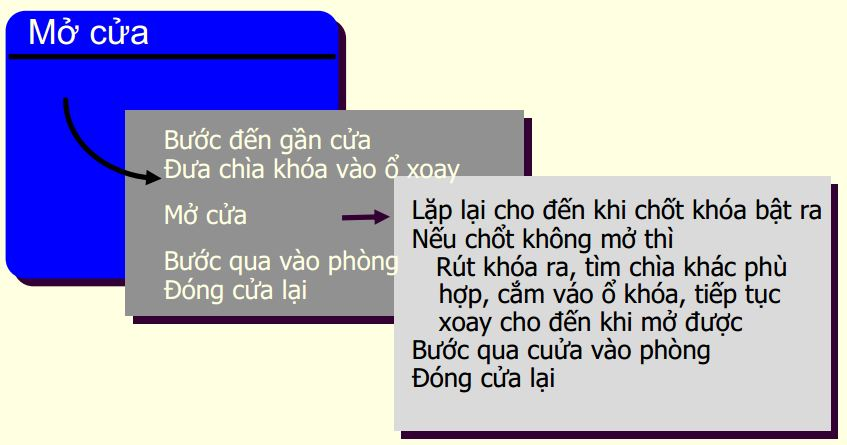 Mở cửa
Bước đến gần cửa
Đưa chìa khóa vào ổ xoay
Mở cửa
Bước qua vào phòng
Đóng cửa lại
Lặp lại cho đến khi chốt khóa bật ra
Nếu chổt không mở thì
Rút khóa ra, tìm chìa khác phù
hợp, cắm váo ổ khóa, tiếp tục
xoay cho đến khi mở được
Bước qua cuửa vào phòng
Đóng cửa lại